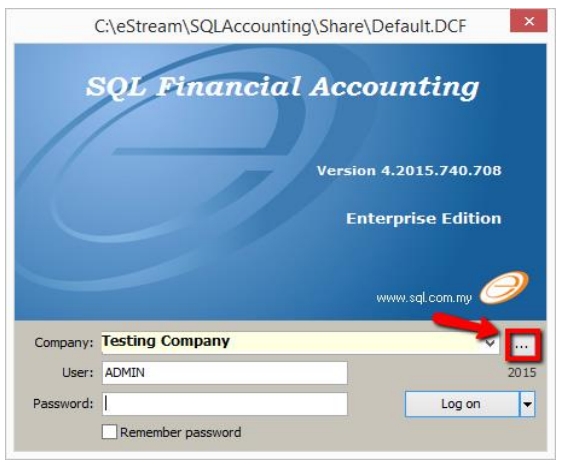 C:\eStream\SQLAccounting\Share\Default.DCF
SQL Financial Accounting
Version 4.2015.740.708
Enterprise Edition
www.sql.com.my
Company: Testing Company ...
User: ADMIN 2015
Password: Log on
Remember password